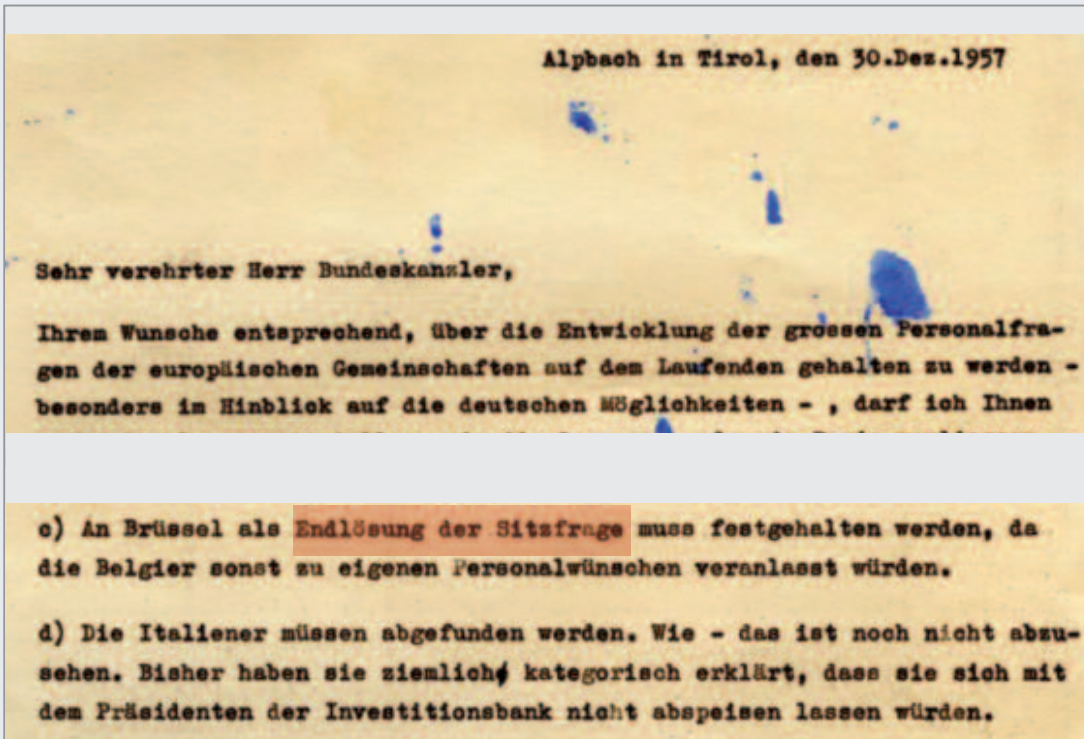 Alpbach in Tirol, den 30.Dez.1957
Sehr verehrter Herr Bundeskanzler,
Ihrem Wunsche entsprechend, über die Entwicklung der grossen Personalfra-
gen der europäischen Gemeinschaften auf dem Laufenden gehalten zu werden -
besonders im Hinblick auf die deutschen Möglichkeiten - , darf ich Ihnen
c) An Brüssel als Endlösung der Sitzfrage muss festgehalten werden, da
die Belgier sonst zu eigenen Personalwünschen veranlasst würden.
d) Die Italiener müssen abgefunden werden. Wie - das ist noch nicht abzu-
sehen. Bisher haben sie ziemlich kategorisch erklärt, dass sie sich mit
dem Präsidenten der Investitionsbank nicht abspeisen lassen würden.